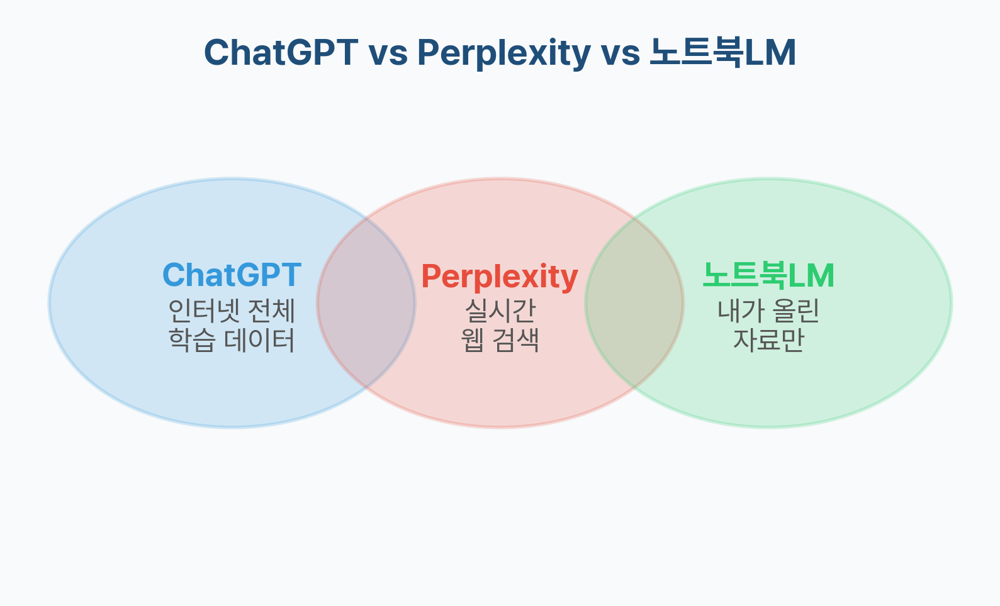 ChatGPT vs Perplexity vs 노트북LM
ChatGPT
인터넷 전체
학습 데이터
Perplexity
실시간
웹 검색
노트북LM
내가 올린
자료만